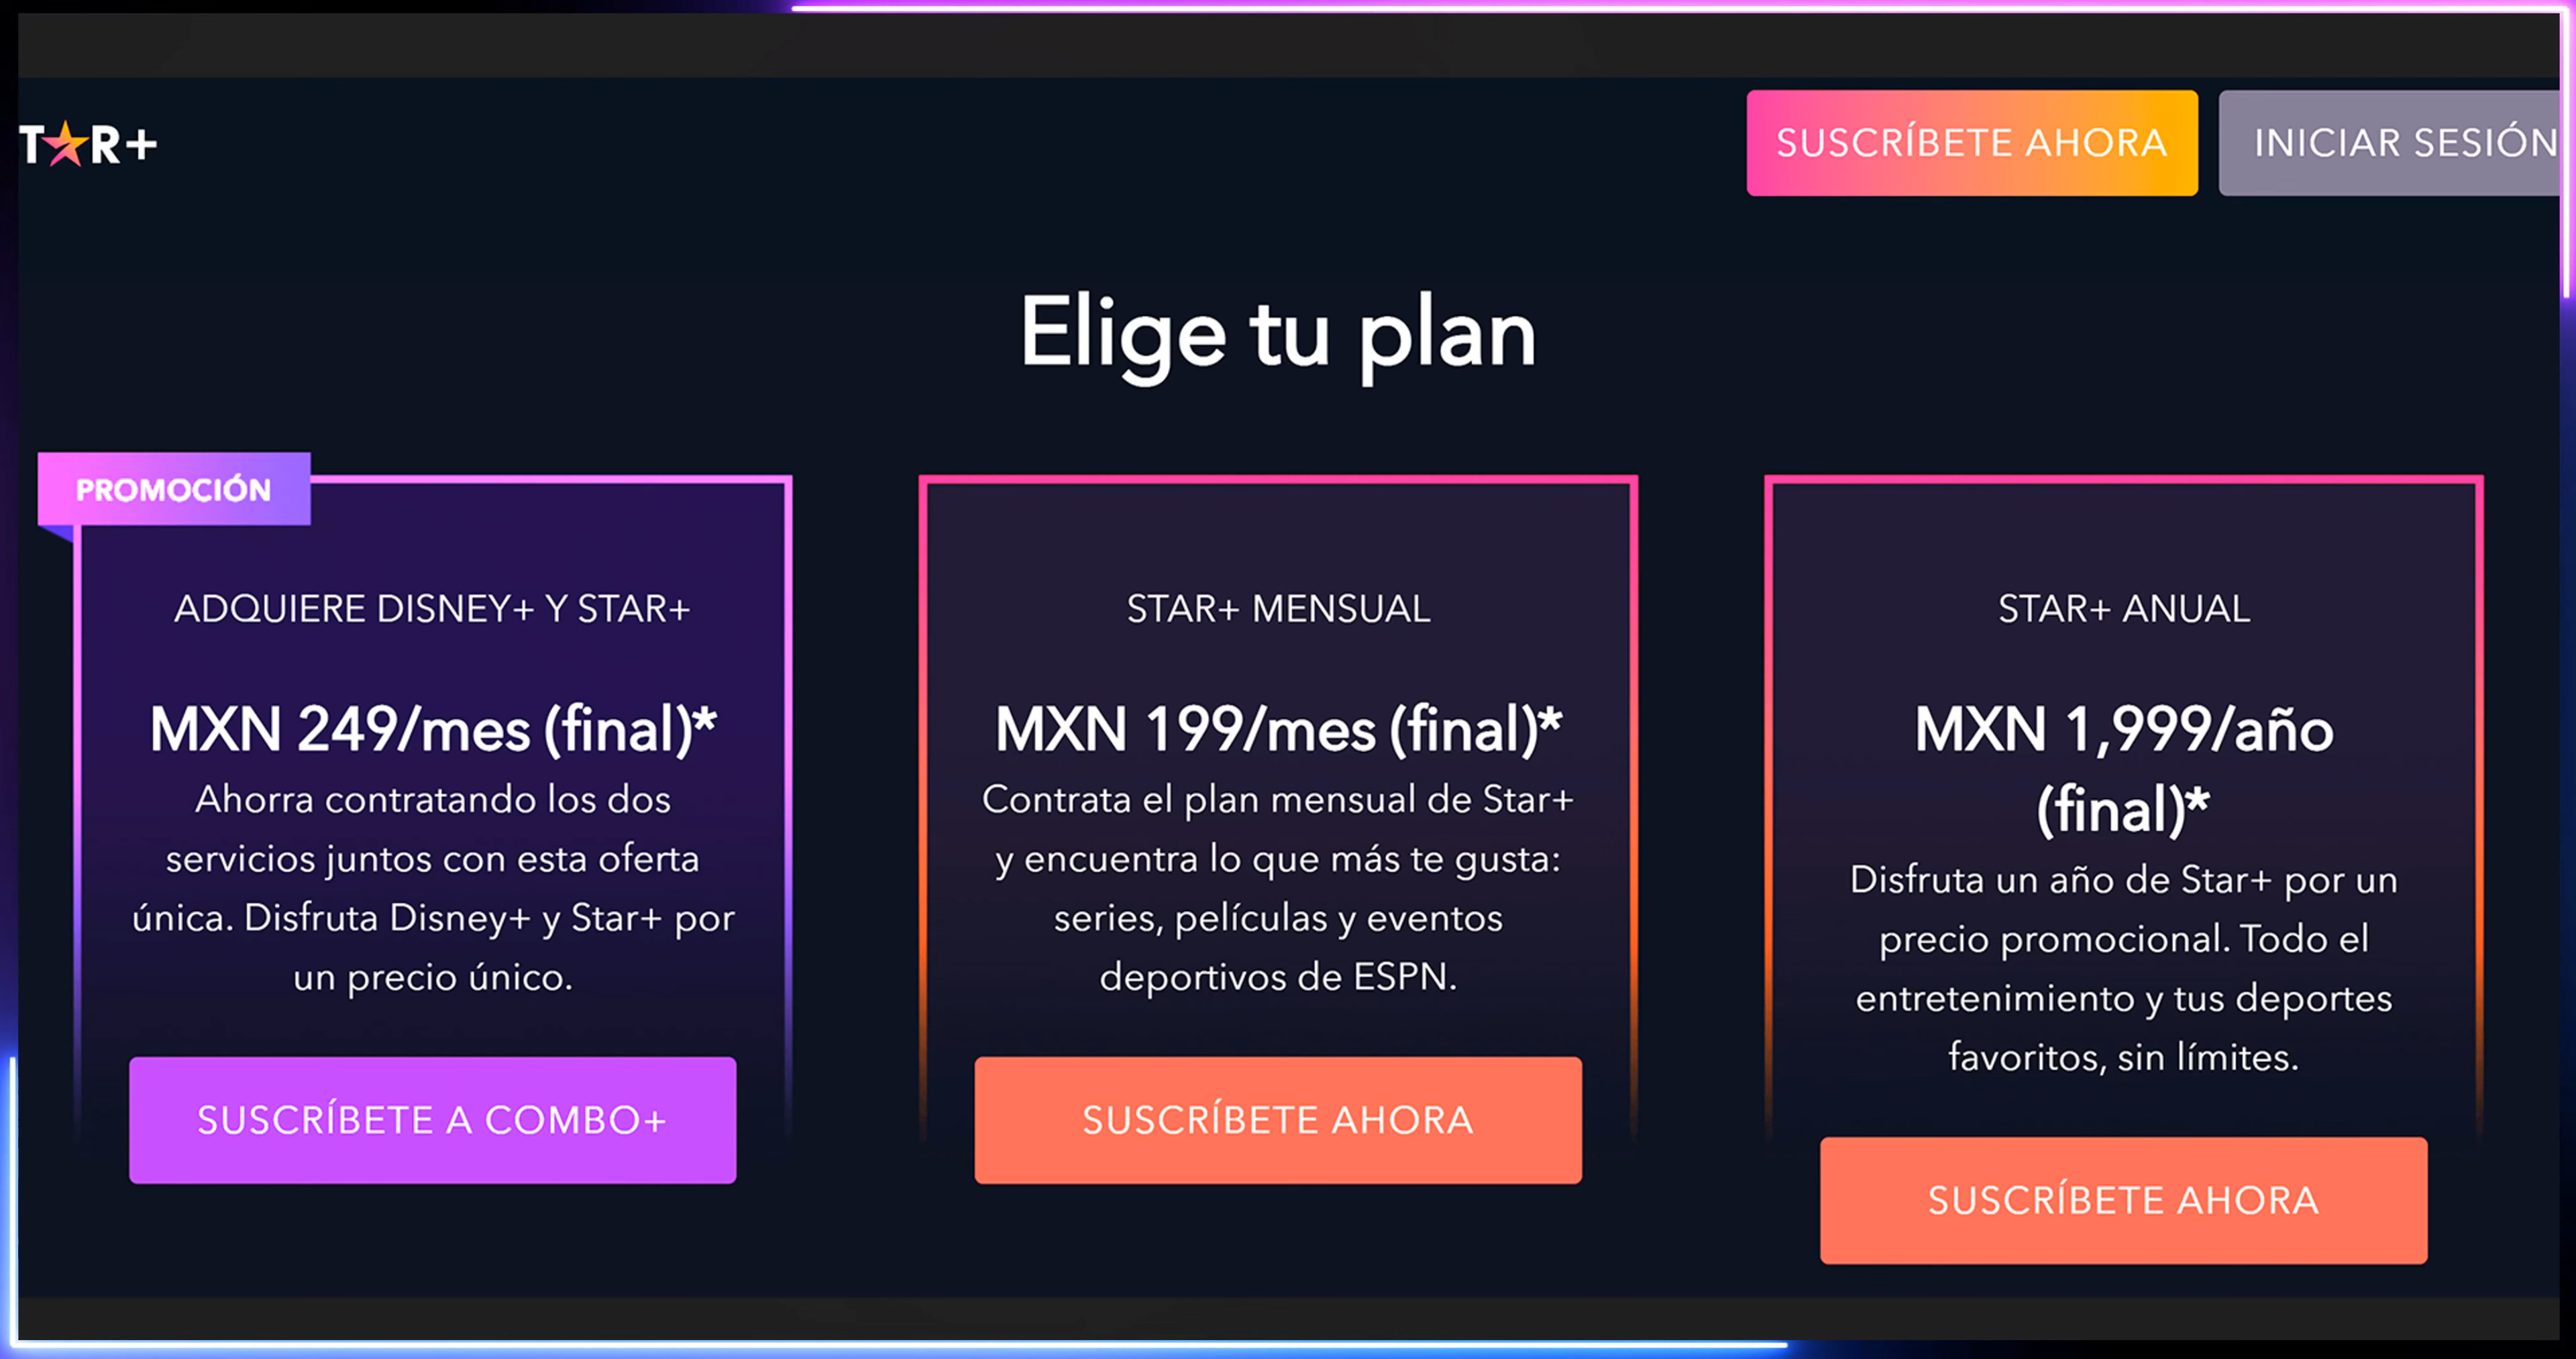 T★R+
SUSCRÍBETE AHORA
INICIAR SESIÓN
Elige tu plan
PROMOCIÓN
ADQUIERE DISNEY+ Y STAR+
MXN 249/mes (final)*
Ahorra contratando los dos
servicios juntos con esta oferta
única. Disfruta Disney+ y Star+ por
un precio único.
SUSCRÍBETE A COMBO+
STAR+ MENSUAL
MXN 199/mes (final)*
Contrata el plan mensual de Star+
y encuentra lo que más te gusta:
series, películas y eventos
deportivos de ESPN.
SUSCRÍBETE AHORA
STAR+ ANUAL
MXN 1,999/año
(final)*
Disfruta un año de Star+ por un
precio promocional. Todo el
entretenimiento y tus deportes
favoritos, sin límites.
SUSCRÍBETE AHORA